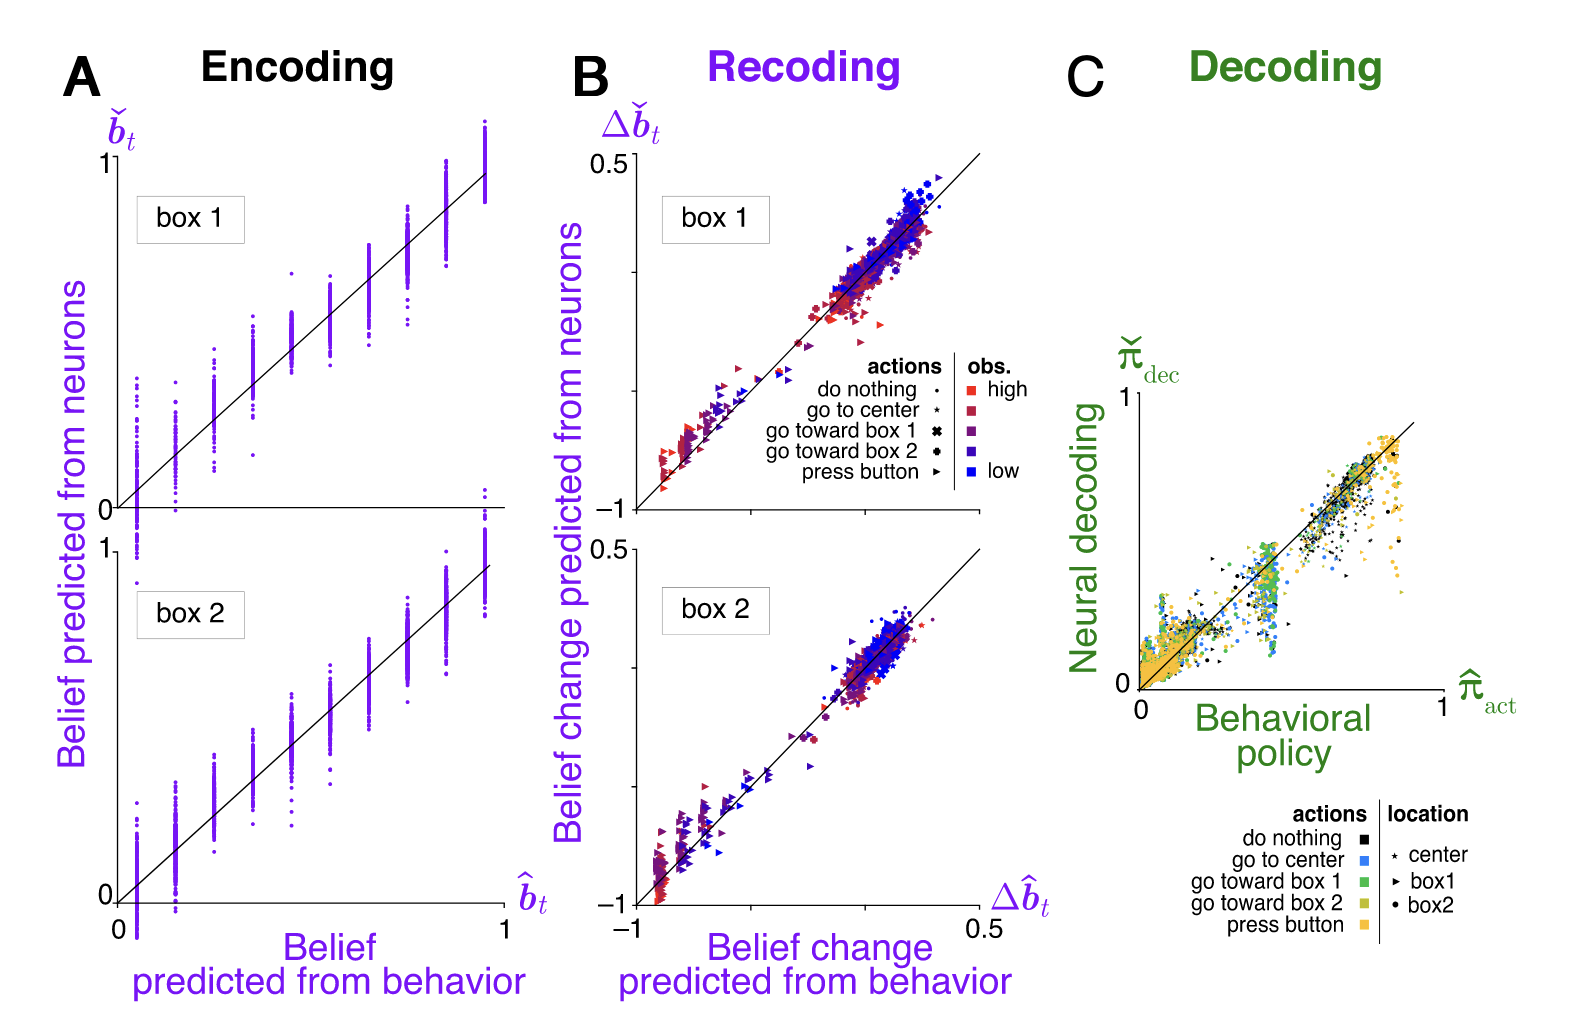 A Encoding
b̌t
1
box 1
0
1
box 2
0
0 1
b̂t
Belief predicted from neurons
Belief
predicted from behavior
B Recoding
Δb̌t
0.5
box 1
actions obs.
do nothing high
go to center
go toward box 1
go toward box 2
press button low
−1
0.5
box 2
−1
−1 0.5
Δb̂t
Belief change predicted from neurons
Belief change
predicted from behavior
C Decoding
π̌dec
1
Neural decoding
0
0 1
π̂act
Behavioral
policy
actions location
do nothing
go to center center
go toward box 1 box1
go toward box 2 box2
press button